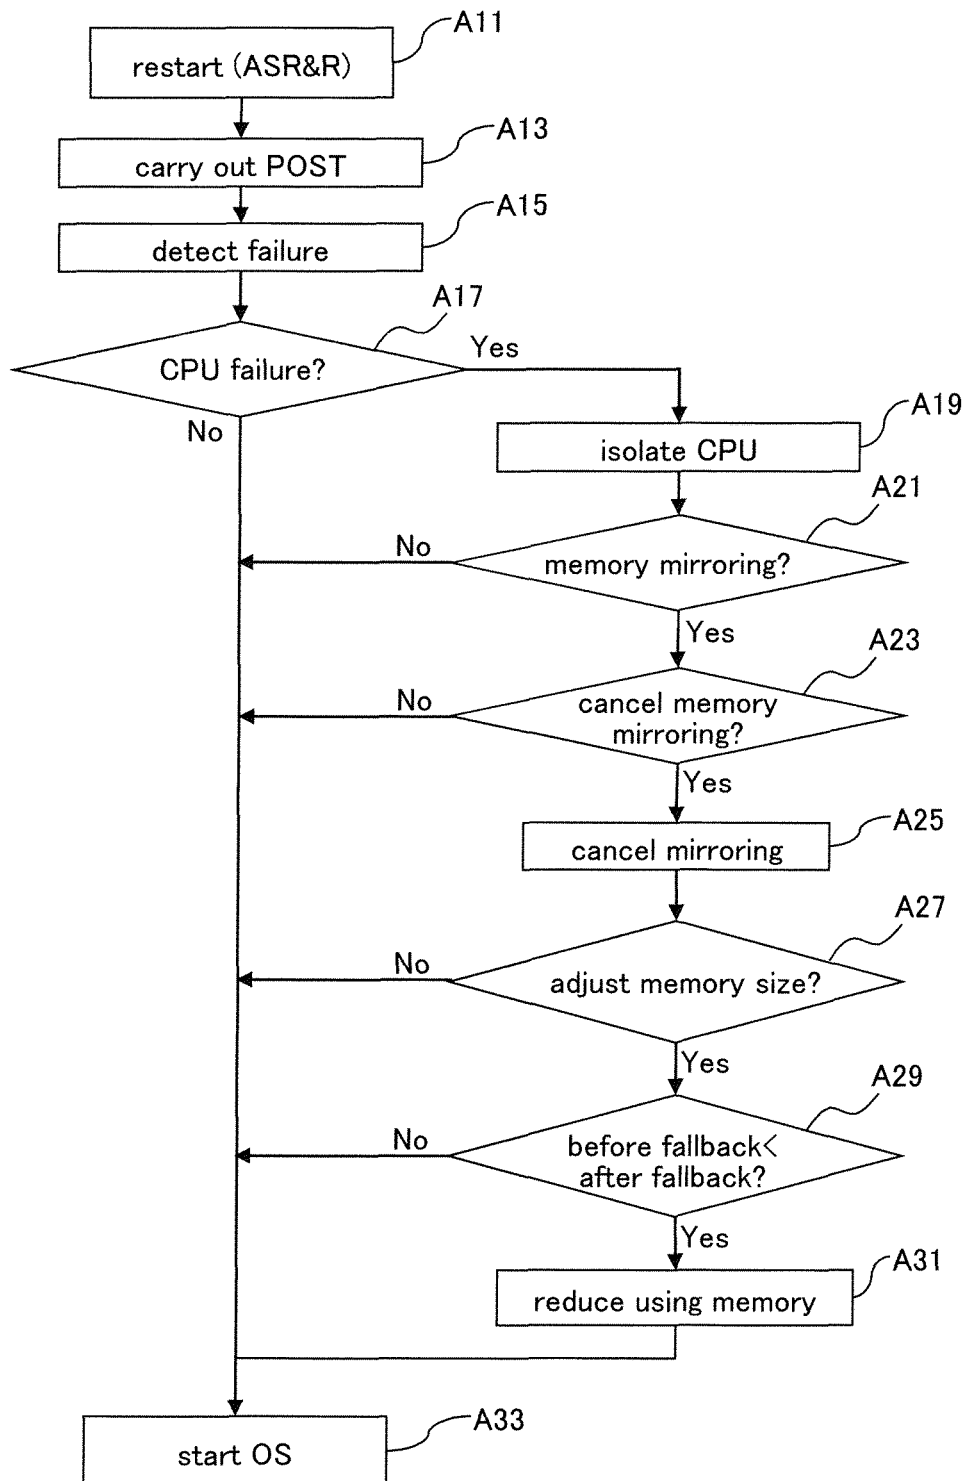 A11
restart (ASR&R)
A13
carry out POST
A15
detect failure
A17
CPU failure?
Yes
No
A19
isolate CPU
A21
memory mirroring?
No
Yes
A23
cancel memory
mirroring?
No
Yes
A25
cancel mirroring
A27
adjust memory size?
No
Yes
A29
before fallback<
after fallback?
No
Yes
A31
reduce using memory
A33
start OS